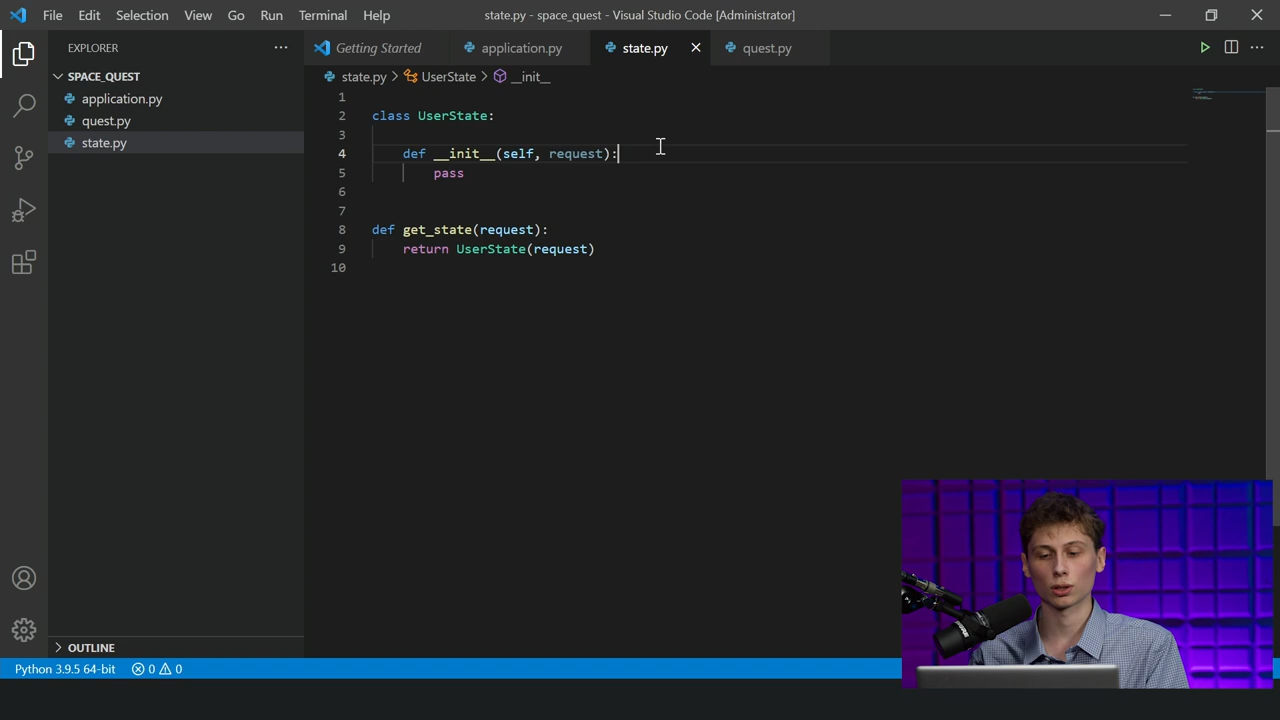 File Edit Selection View Go Run Terminal Help
state.py - space_quest - Visual Studio Code [Administrator]
EXPLORER
Getting Started
application.py
state.py
quest.py
SPACE_QUEST
application.py
quest.py
state.py
state.py > UserState > __init__
1
2 class UserState:
3
4     def __init__(self, request):
5         pass
6
7
8 def get_state(request):
9     return UserState(request)
10
OUTLINE
Python 3.9.5 64-bit
0
0